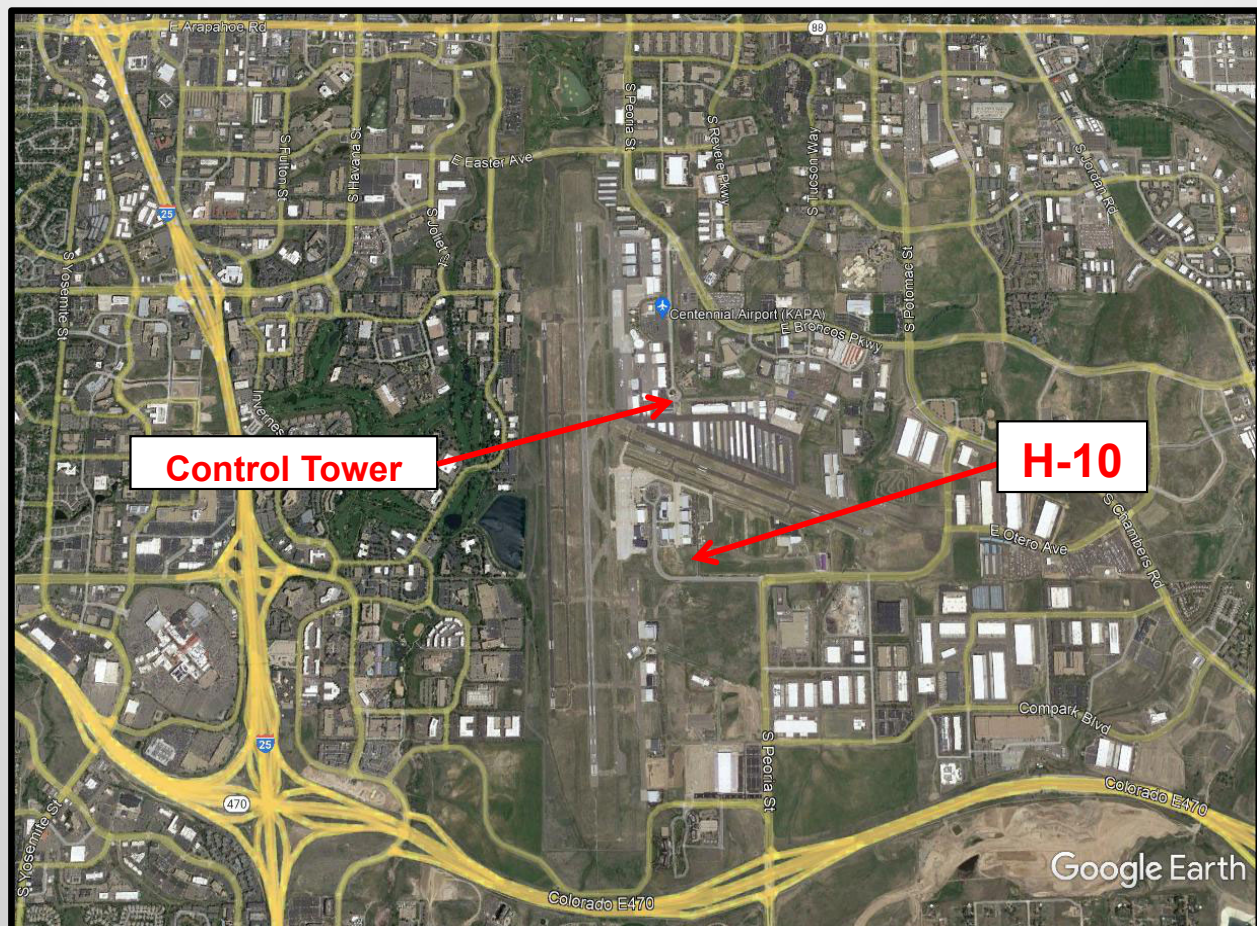 E Arapahoe Rd
88
S Peoria St
S Revere Pkwy
S Tucson Way
S Jordan Rd
S Fulton St
S Havana St
E Easter Ave
25
S Joliet St
S Yosemite St
S Potomac St
Centennial Airport (KAPA)
E Broncos Pkwy
Control Tower
H-10
S Chambers Rd
E Otero Ave
Compark Blvd
S Peoria St
25
470
Colorado E470
S Yosemite St
Colorado E470
Google Earth